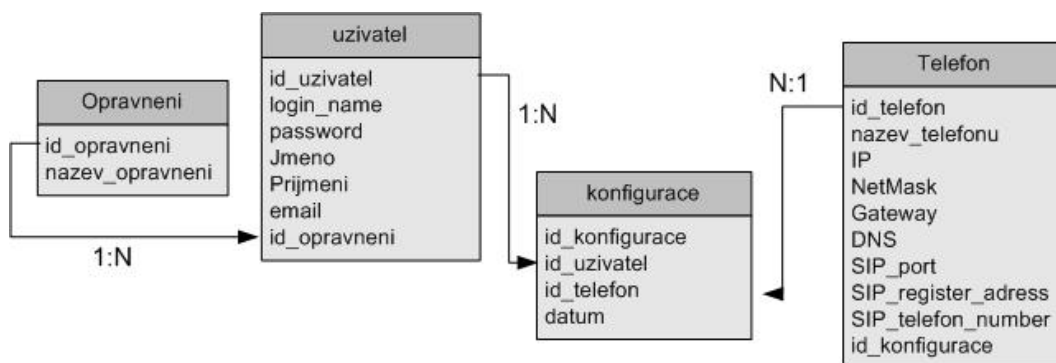 Opravneni
id_opravneni
nazev_opravneni
1:N
uzivatel
id_uzivatel
login_name
password
Jmeno
Prijmeni
email
id_opravneni
1:N
konfigurace
id_konfigurace
id_uzivatel
id_telefon
datum
N:1
Telefon
id_telefon
nazev_telefonu
IP
NetMask
Gateway
DNS
SIP_port
SIP_register_adress
SIP_telefon_number
id_konfigurace